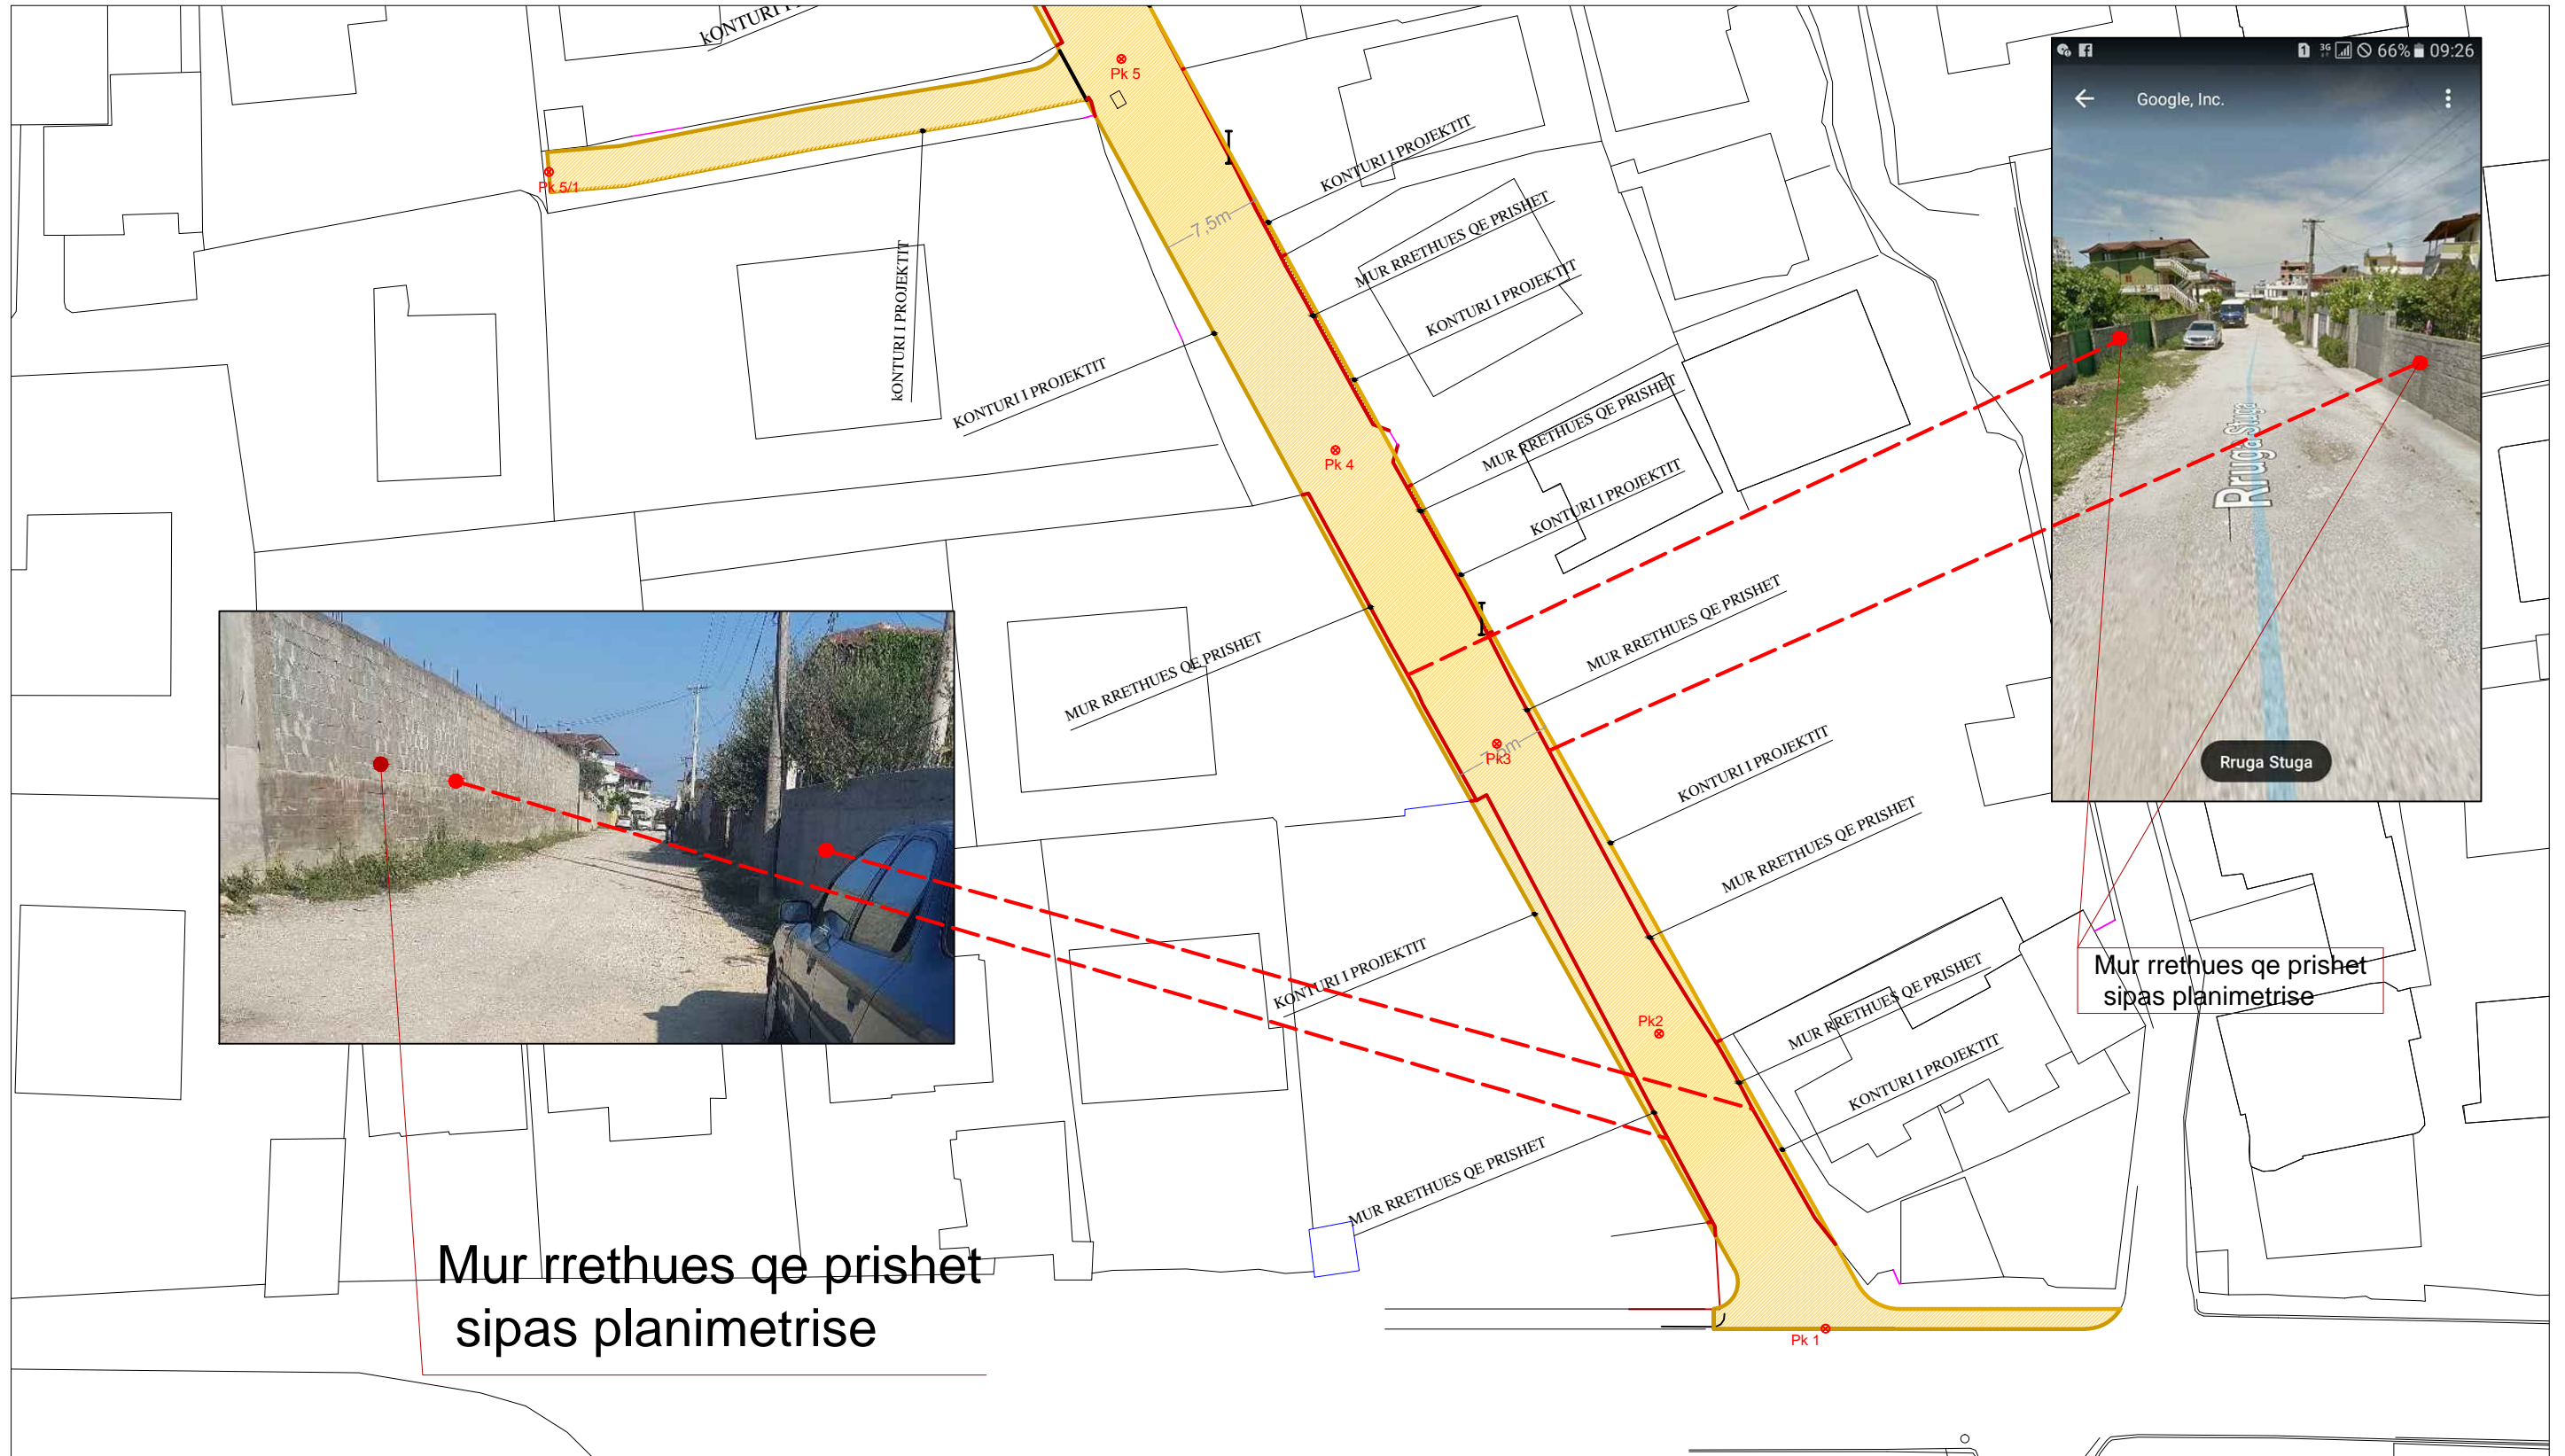 kONTURI I
Pk 5
Pk 5/1
kONTURI I PROJEKTIT
KONTURI I PROJEKTIT
7,5m
KONTURI I PROJEKTIT
MUR RRETHUES QE PRISHET
KONTURI I PROJEKTIT
Pk 4
MUR RRETHUES QE PRISHET
KONTURI I PROJEKTIT
MUR RRETHUES QE PRISHET
MUR RRETHUES QE PRISHET
Pk3
KONTURI I PROJEKTIT
MUR RRETHUES QE PRISHET
KONTURI I PROJEKTIT
Pk2
MUR RRETHUES QE PRISHET
KONTURI I PROJEKTIT
MUR RRETHUES QE PRISHET
Pk 1
1 3G 66% 09:26
Google, Inc.
Rruga Stuga
Rruga Stuga
Mur rrethues qe prishet
sipas planimetrise
Mur rrethues qe prishet
sipas planimetrise